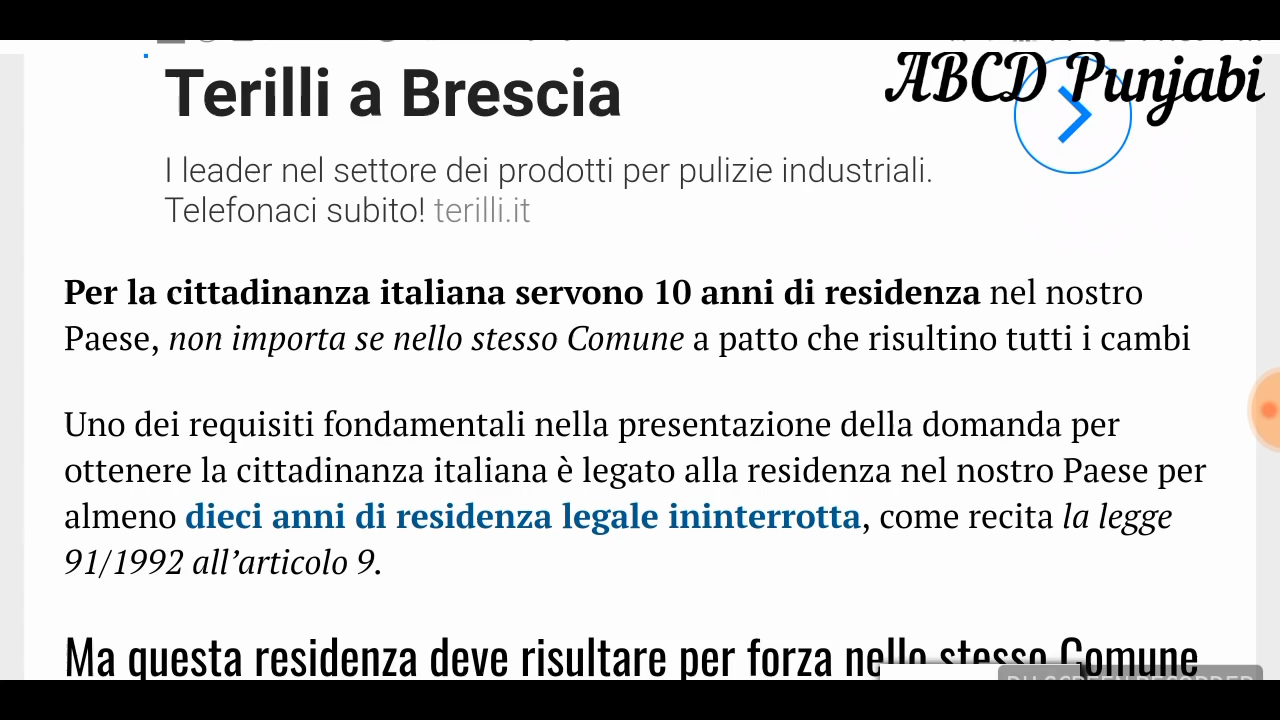 ABCD Punjabi
Terilli a Brescia
I leader nel settore dei prodotti per pulizie industriali.
Telefonaci subito! terilli.it
Per la cittadinanza italiana servono 10 anni di residenza nel nostro
Paese, non importa se nello stesso Comune a patto che risultino tutti i cambi
Uno dei requisiti fondamentali nella presentazione della domanda per
ottenere la cittadinanza italiana è legato alla residenza nel nostro Paese per
almeno dieci anni di residenza legale ininterrotta, come recita la legge
91/1992 all’articolo 9.
Ma questa residenza deve risultare per forza nello stesso Comune